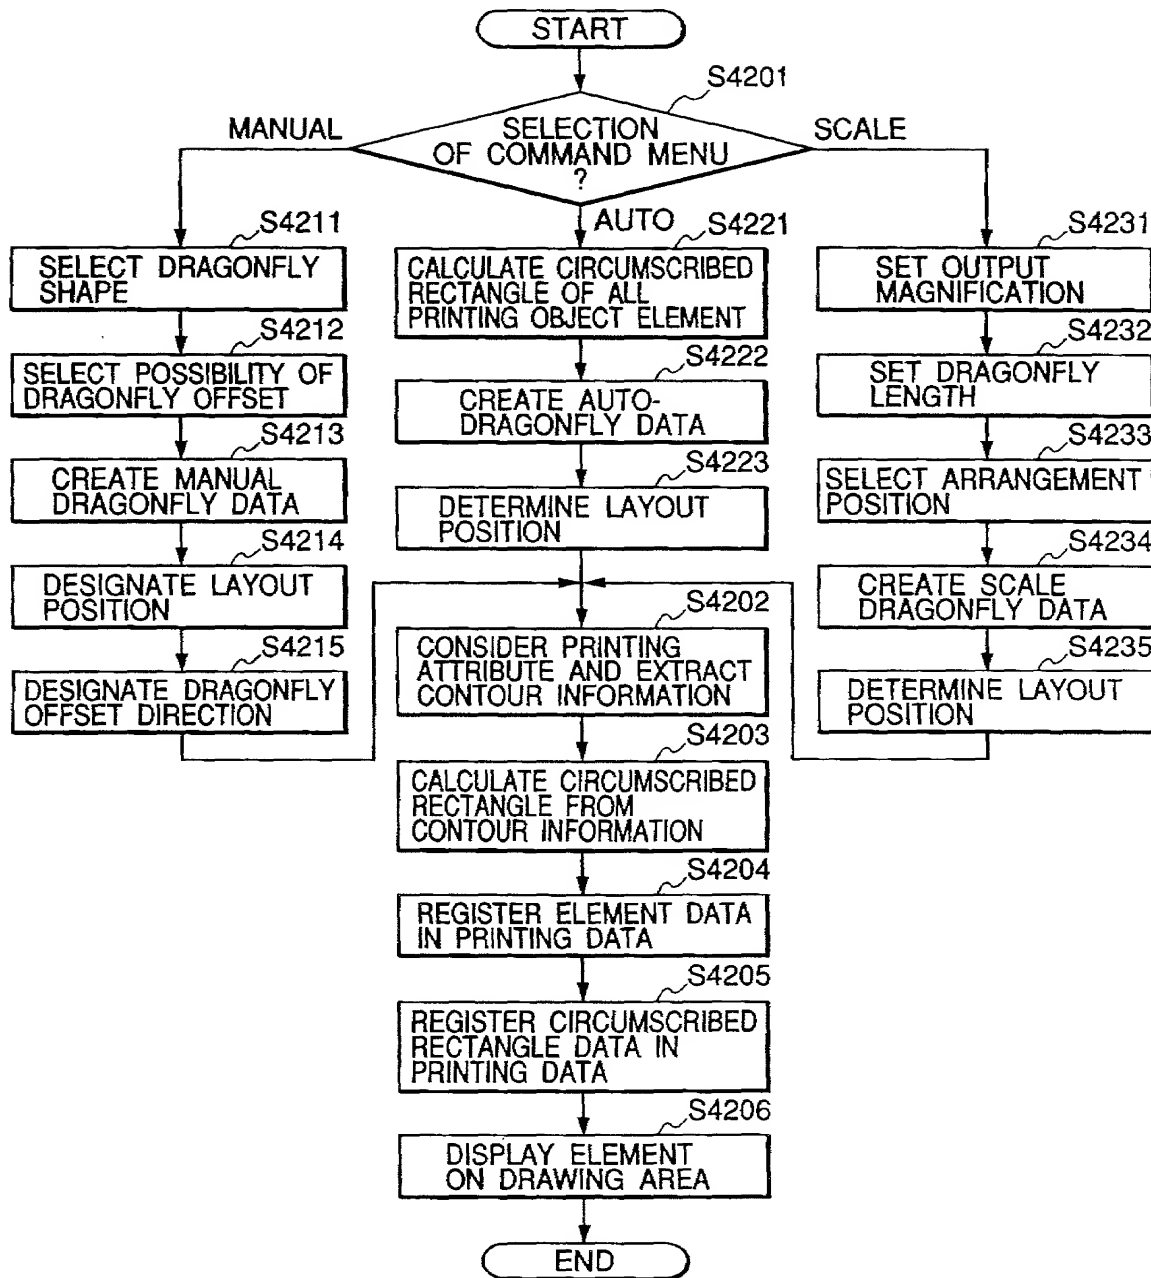 START
S4201
MANUAL
SELECTION
OF COMMAND MENU
?
SCALE
AUTO
S4211
SELECT DRAGONFLY
SHAPE
S4212
SELECT POSSIBILITY OF
DRAGONFLY OFFSET
S4213
CREATE MANUAL
DRAGONFLY DATA
S4214
DESIGNATE LAYOUT
POSITION
S4215
DESIGNATE DRAGONFLY
OFFSET DIRECTION
S4221
CALCULATE CIRCUMSCRIBED
RECTANGLE OF ALL
PRINTING OBJECT ELEMENT
S4222
CREATE AUTO-
DRAGONFLY DATA
S4223
DETERMINE LAYOUT
POSITION
S4231
SET OUTPUT
MAGNIFICATION
S4232
SET DRAGONFLY
LENGTH
S4233
SELECT ARRANGEMENT
POSITION
S4234
CREATE SCALE
DRAGONFLY DATA
S4235
DETERMINE LAYOUT
POSITION
S4202
CONSIDER PRINTING
ATTRIBUTE AND EXTRACT
CONTOUR INFORMATION
S4203
CALCULATE CIRCUMSCRIBED
RECTANGLE FROM
CONTOUR INFORMATION
S4204
REGISTER ELEMENT DATA
IN PRINTING DATA
S4205
REGISTER CIRCUMSCRIBED
RECTANGLE DATA IN
PRINTING DATA
S4206
DISPLAY ELEMENT
ON DRAWING AREA
END